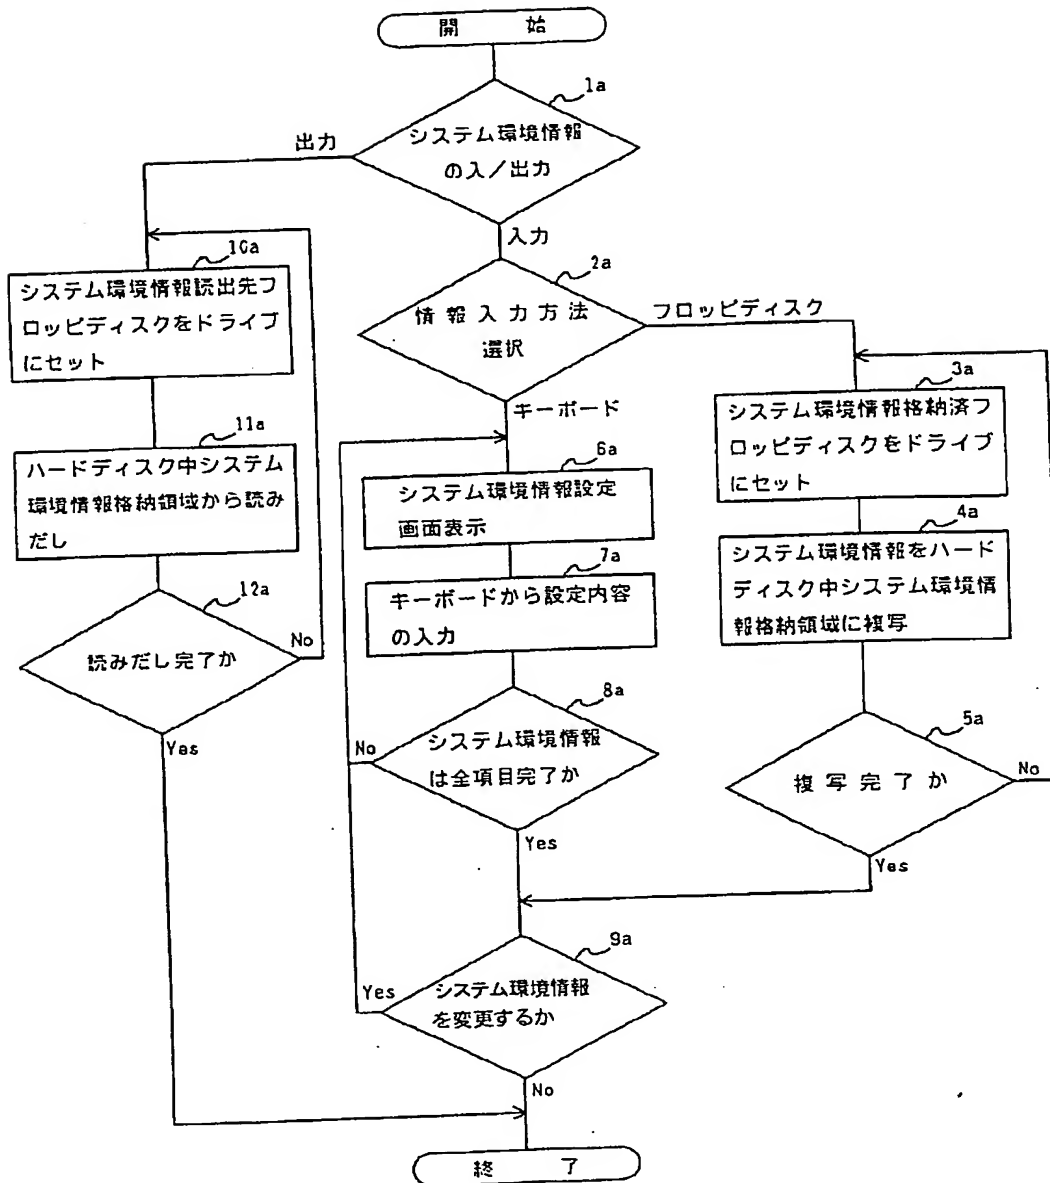 開 始
1a
システム環境情報
の入／出力
出力
入力
10a
システム環境情報読出先フ
ロッピディスクをドライブ
にセット
11a
ハードディスク中システム
環境情報格納領域から読み
だし
12a
読みだし完了か
No
Yes
2a
情報入力方法
選択
フロッピディスク
キーボード
3a
システム環境情報格納済フ
ロッピディスクをドライブ
にセット
4a
システム環境情報をハード
ディスク中システム環境情
報格納領域に複写
5a
複写完了か
No
Yes
6a
システム環境情報設定
画面表示
7a
キーボードから設定内容
の入力
8a
システム環境情報
は全項目完了か
No
Yes
9a
システム環境情報
を変更するか
Yes
No
終 了